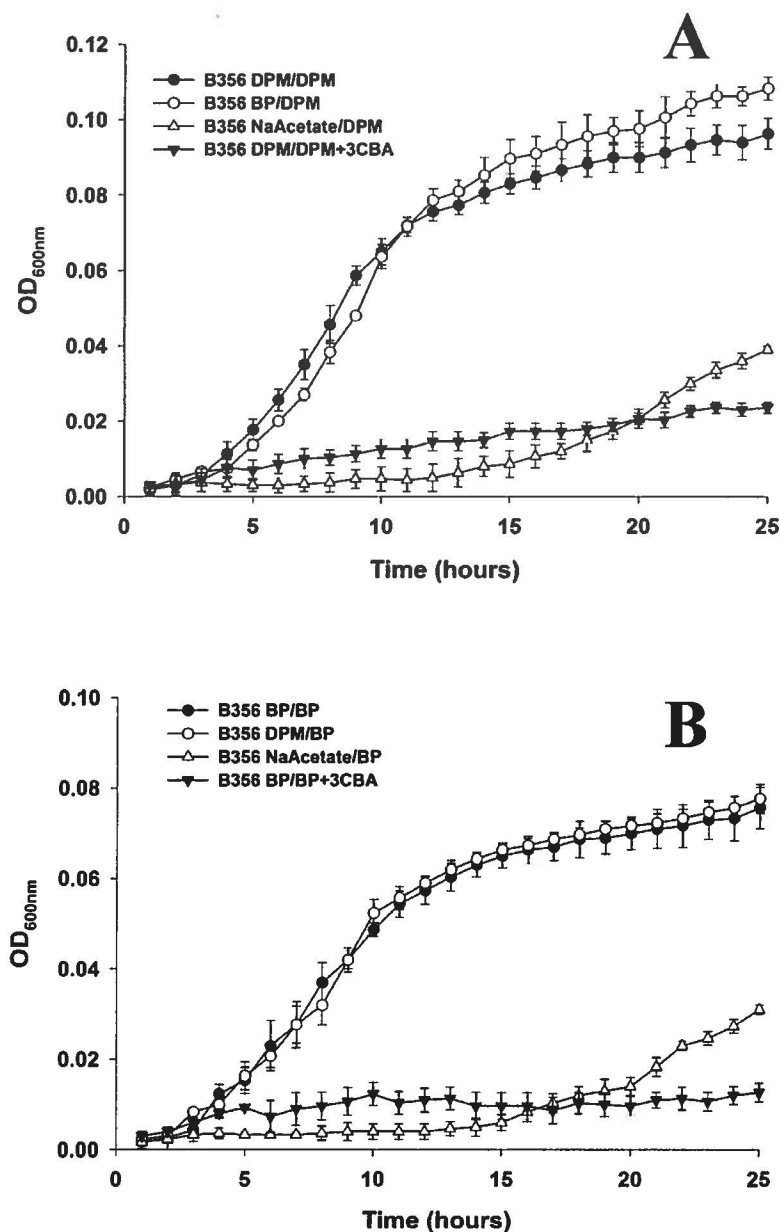 A
0.12
B356 DPM/DPM
B356 BP/DPM
B356 NaAcetate/DPM
B356 DPM/DPM+3CBA
0.10
0.08
0.06
0.04
0.02
0.00
OD600nm
0 5 10 15 20 25
Time (hours)
B
0.10
B356 BP/BP
B356 DPM/BP
B356 NaAcetate/BP
B356 BP/BP+3CBA
0.08
0.06
0.04
0.02
0.00
OD600nm
0 5 10 15 20 25
Time (hours)